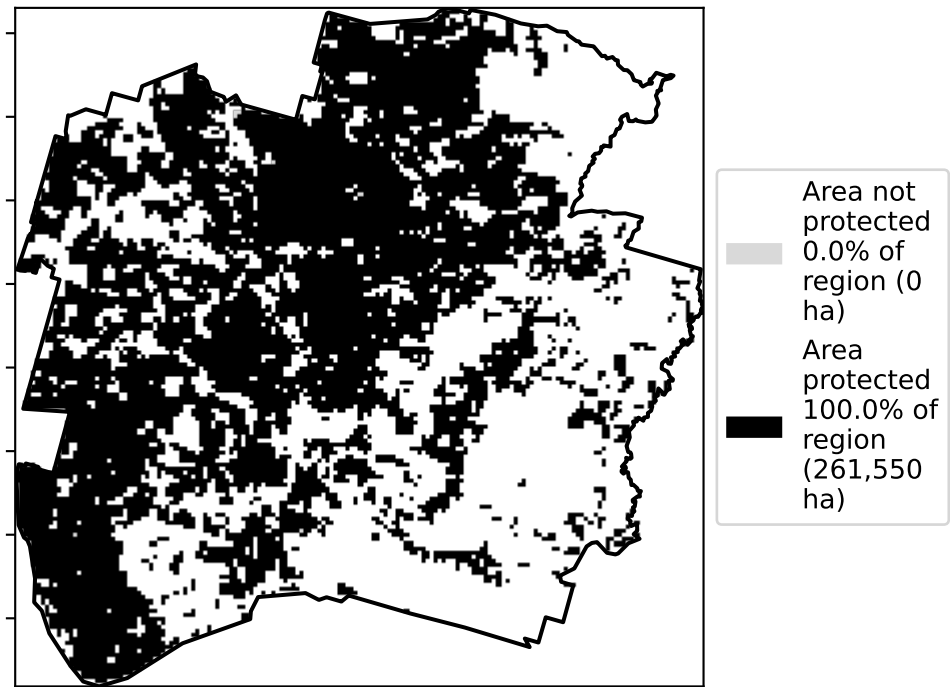 Area not
protected
0.0% of
region (0
ha)
Area
protected
100.0% of
region
(261,550
ha)